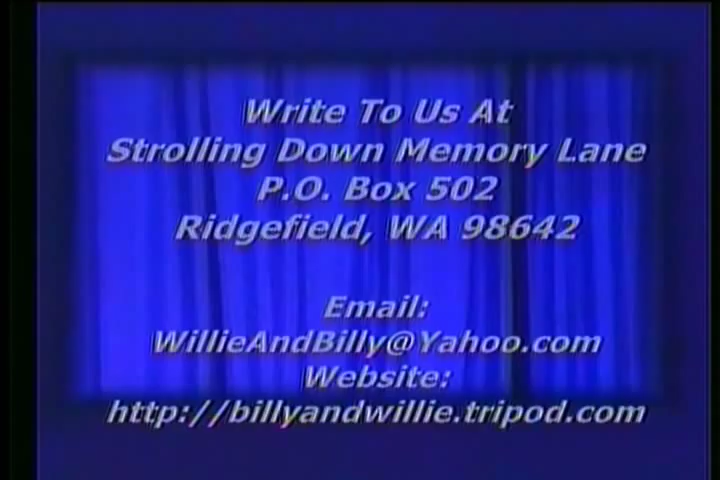 Write To Us At
Strolling Down Memory Lane
P.O. Box 502
Ridgefield, WA 98642
Email:
WillieAndBilly@Yahoo.com
Website:
http://billyandwillie.tripod.com